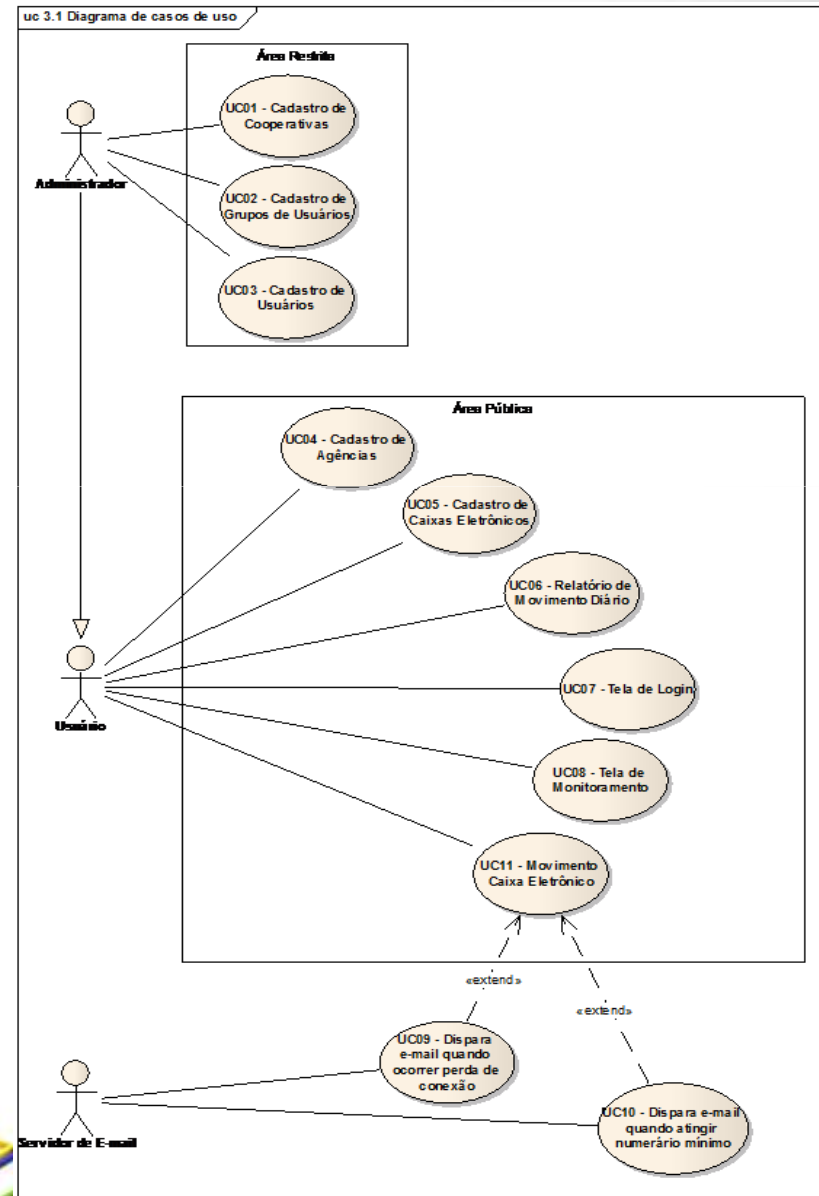 uc 3.1 Diagrama de casos de uso
Área Restrita
UC01 - Cadastro de
Cooperativas
Administrador
UC02 - Cadastro de
Grupos de Usuários
UC03 - Cadastro de
Usuários
Área Pública
UC04 - Cadastro de
Agências
UC05 - Cadastro de
Caixas Eletrônicos
UC06 - Relatório de
Movimento Diário
UC07 - Tela de Login
Usuário
UC08 - Tela de
Monitoramento
UC11 - Movimento
Caixa Eletrônico
«extend»
«extend»
UC09 - Dispara
e-mail quando
ocorrer perda de
conexão
UC10 - Dispara e-mail
quando atingir
numerário mínimo
Servidor de E-mail